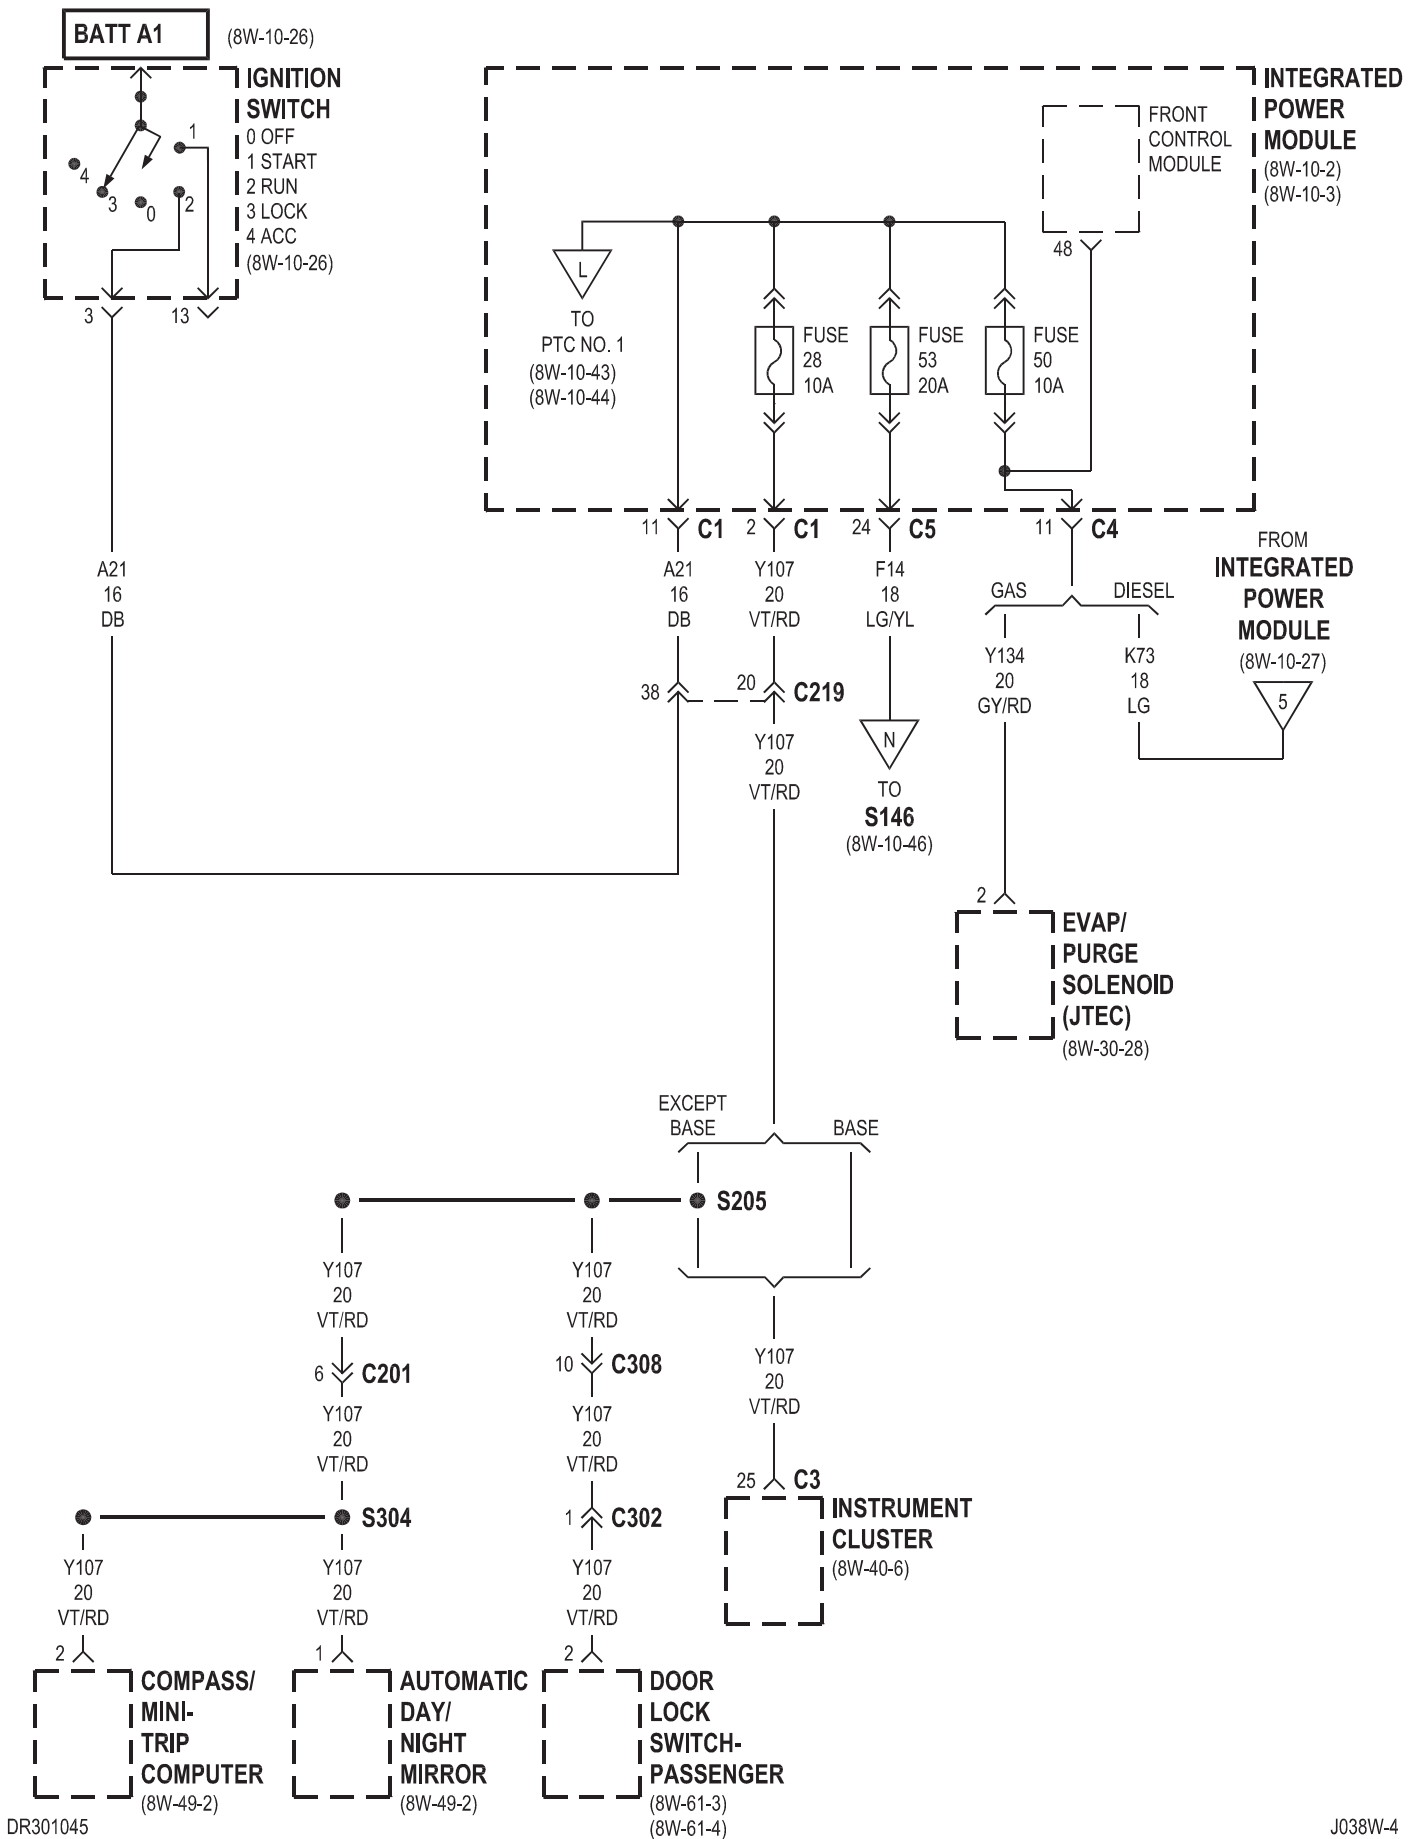 BATT A1
(8W-10-26)
IGNITION
SWITCH
0 OFF
1 START
2 RUN
3 LOCK
4 ACC
(8W-10-26)
1
4
3
0
2
3
13
INTEGRATED
POWER
MODULE
(8W-10-2)
(8W-10-3)
FRONT
CONTROL
MODULE
48
L
TO
PTC NO. 1
(8W-10-43)
(8W-10-44)
FUSE
28
10A
FUSE
53
20A
FUSE
50
10A
11
C1
2
C1
24
C5
11
C4
A21
16
DB
A21
16
DB
Y107
20
VT/RD
F14
18
LG/YL
GAS
DIESEL
FROM
INTEGRATED
POWER
MODULE
(8W-10-27)
5
Y134
20
GY/RD
K73
18
LG
38
20
C219
Y107
20
VT/RD
N
TO
S146
(8W-10-46)
2
EVAP/
PURGE
SOLENOID
(JTEC)
(8W-30-28)
EXCEPT
BASE
BASE
S205
Y107
20
VT/RD
Y107
20
VT/RD
6
C201
10
C308
Y107
20
VT/RD
Y107
20
VT/RD
Y107
20
VT/RD
25
C3
INSTRUMENT
CLUSTER
(8W-40-6)
S304
1
C302
Y107
20
VT/RD
Y107
20
VT/RD
Y107
20
VT/RD
2
1
2
COMPASS/
MINI-
TRIP
COMPUTER
(8W-49-2)
AUTOMATIC
DAY/
NIGHT
MIRROR
(8W-49-2)
DOOR
LOCK
SWITCH-
PASSENGER
(8W-61-3)
(8W-61-4)
DR301045
J038W-4